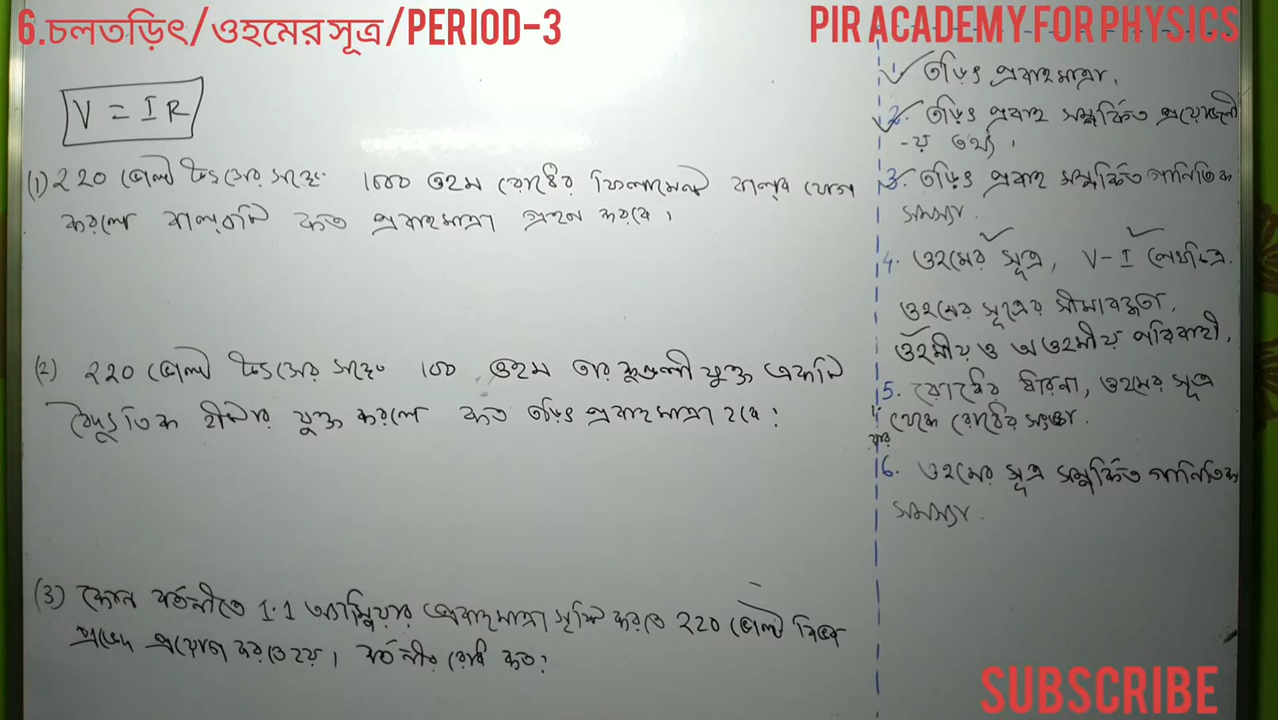 6.চলতড়িৎ/ওহমের সূত্র/PERIOD-3
PIR ACADEMY FOR PHYSICS
V = IR
(1) 220 ভোল্ট উৎসের সঙ্গে 1000 ওহম রোধের ফিলামেন্ট বাল্ব যোগ
করলে বাল্বটি কত প্রবাহমাত্রা গ্রহন করবে।
(2) 220 ভোল্ট উৎসের সঙ্গে 100 ওহম তার কুণ্ডলী যুক্ত একটি
বৈদ্যুতিক হীটার যুক্ত করলে কত তড়িৎ প্রবাহমাত্রা হবে?
(3) কোন বর্তনীতে 1.1 অ্যাম্পিয়ার প্রবাহমাত্রা সৃষ্টি করতে 220 ভোল্ট বিভব
প্রভেদ প্রয়োগ করতে হয়। বর্তনীর রোধ কত?
1. তড়িৎ প্রবাহমাত্রা.
2. তড়িৎ প্রবাহ সম্পর্কিত প্রয়োজনী
-য় তথ্য।
3. তড়িৎ প্রবাহ সম্পর্কিত গানিতিক
সমস্যা.
4. ওহমের সূত্র, V-I লেখচিত্র.
ওহমের সূত্রের সীমাবদ্ধতা.
ওহমীয় ও অওহমীয় পরিবাহী.
5. রোধের ধারনা, ওহমের সূত্র
থেকে রোধের সংজ্ঞা.
6. ওহমের সূত্র সম্পর্কিত গানিতিক
সমস্যা.
SUBSCRIBE